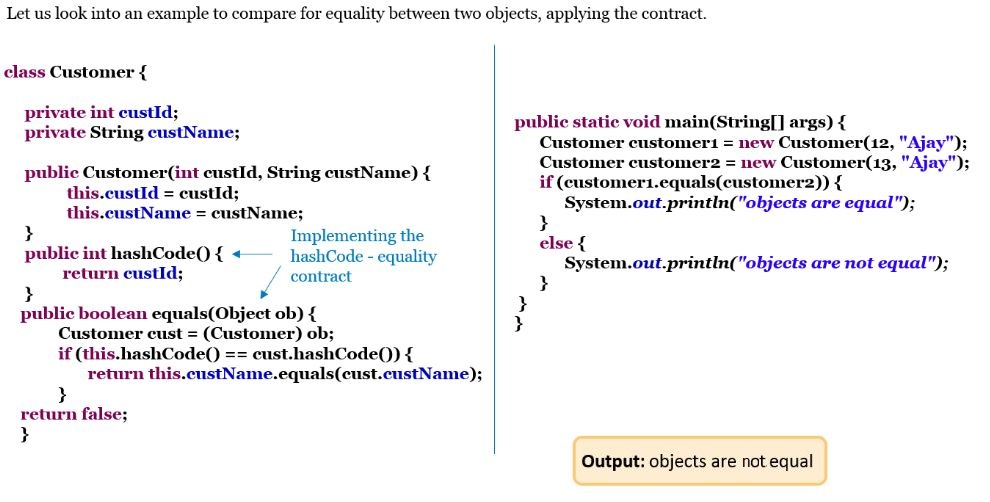 Let us look into an example to compare for equality between two objects, applying the contract.
class Customer {
private int custId;
private String custName;
public Customer(int custId, String custName) {
this.custId = custId;
this.custName = custName;
}
public int hashCode() {
return custId;
}
public boolean equals(Object ob) {
Customer cust = (Customer) ob;
if (this.hashCode() == cust.hashCode()) {
return this.custName.equals(cust.custName);
}
return false;
}
Implementing the
hashCode - equality
contract
public static void main(String[] args) {
Customer customer1 = new Customer(12, "Ajay");
Customer customer2 = new Customer(13, "Ajay");
if (customer1.equals(customer2)) {
System.out.println("objects are equal");
}
else {
System.out.println("objects are not equal");
}
}
}
Output: objects are not equal